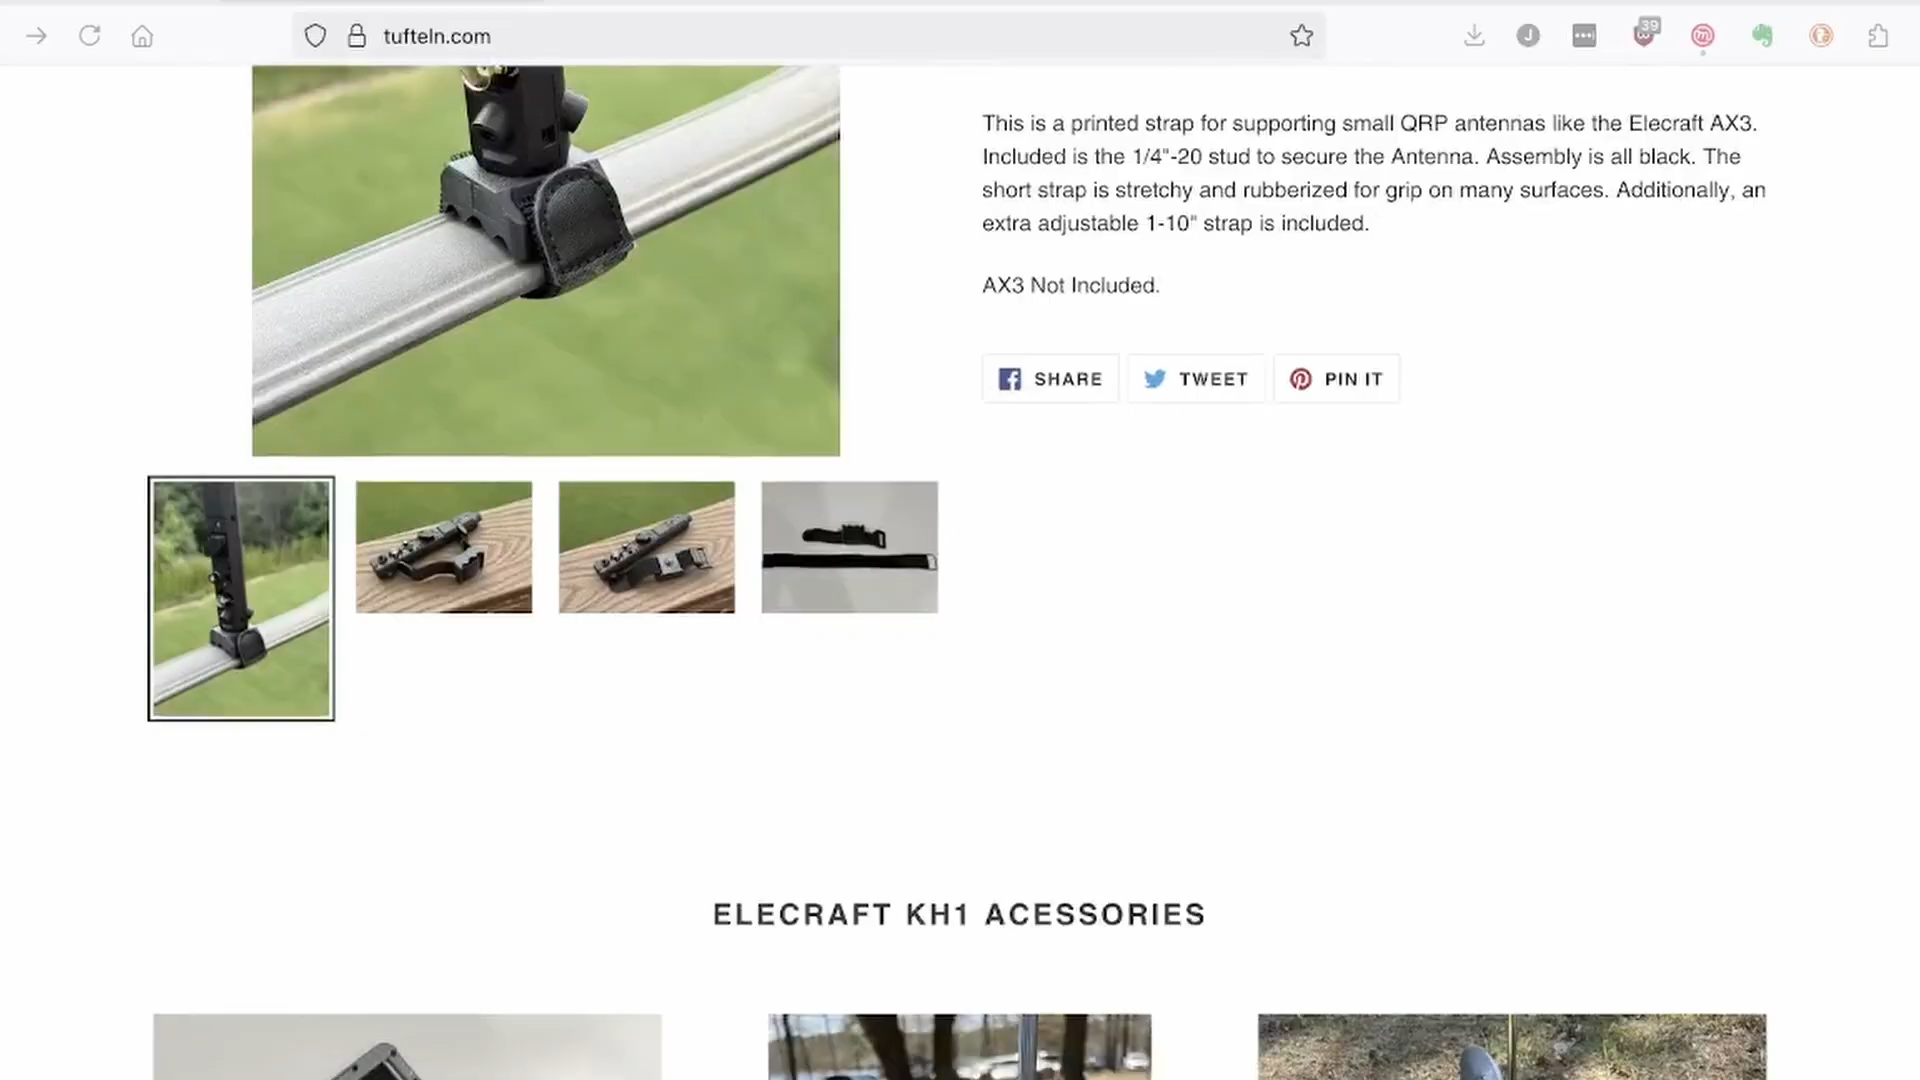 tufteln.com
39
J
This is a printed strap for supporting small QRP antennas like the Elecraft AX3.
Included is the 1/4"-20 stud to secure the Antenna. Assembly is all black. The
short strap is stretchy and rubberized for grip on many surfaces. Additionally, an
extra adjustable 1-10" strap is included.
AX3 Not Included.
SHARE
TWEET
PIN IT
ELECRAFT KH1 ACESSORIES